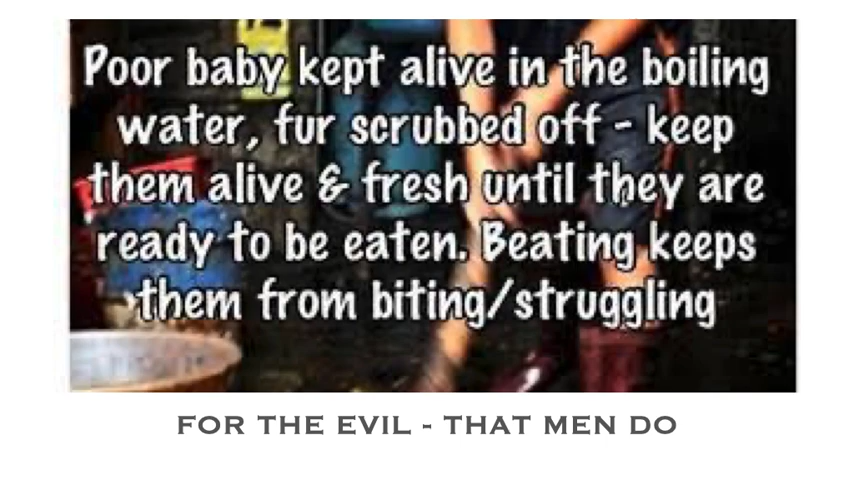 Poor baby kept alive in the boiling
water, fur scrubbed off - keep
them alive & fresh until they are
ready to be eaten. Beating keeps
them from biting/struggling
FOR THE EVIL - THAT MEN DO